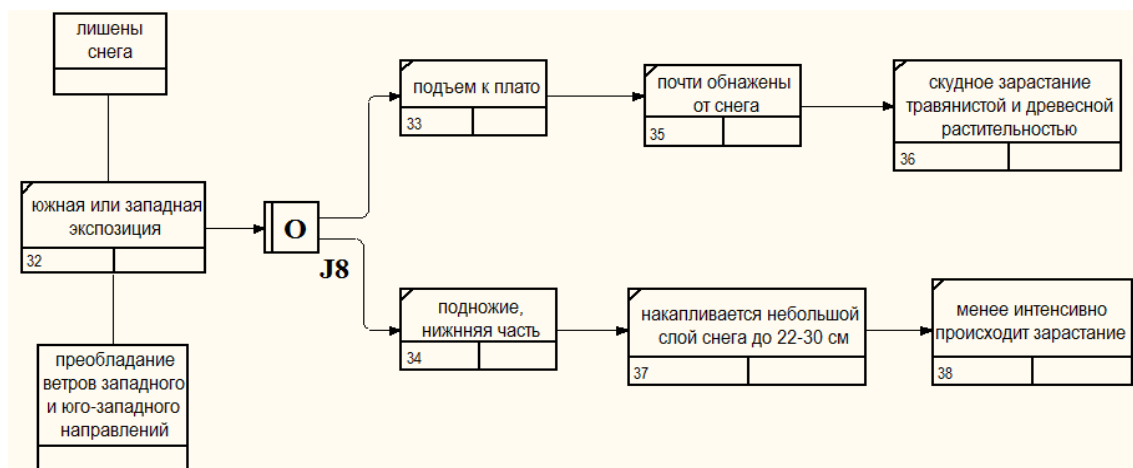 лишены
снега
южная или западная
экспозиция
32
преобладание
ветров западного
и юго-западного
направлений
O
J8
подъем к плато
33
почти обнажены
от снега
35
скудное зарастание
травянистой и древесной
растительностью
36
подножие,
нижнняя часть
34
накапливается небольшой
слой снега до 22-30 см
37
менее интенсивно
происходит зарастание
38